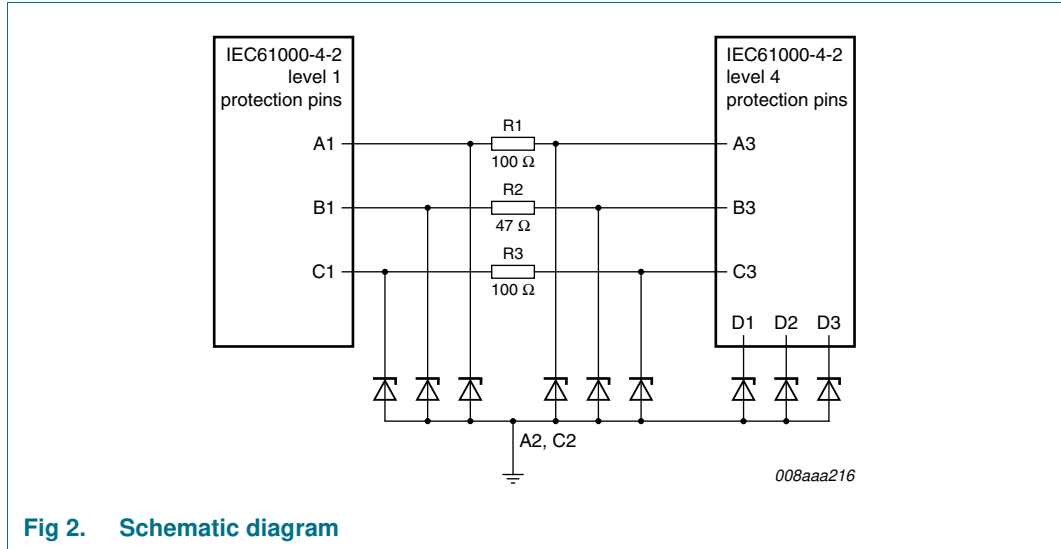 IEC61000-4-2
level 1
protection pins
IEC61000-4-2
level 4
protection pins
R1
A1
A3
100 Ω
R2
B1
B3
47 Ω
R3
C1
C3
100 Ω
D1 D2 D3
A2, C2
008aaa216
Fig 2. Schematic diagram